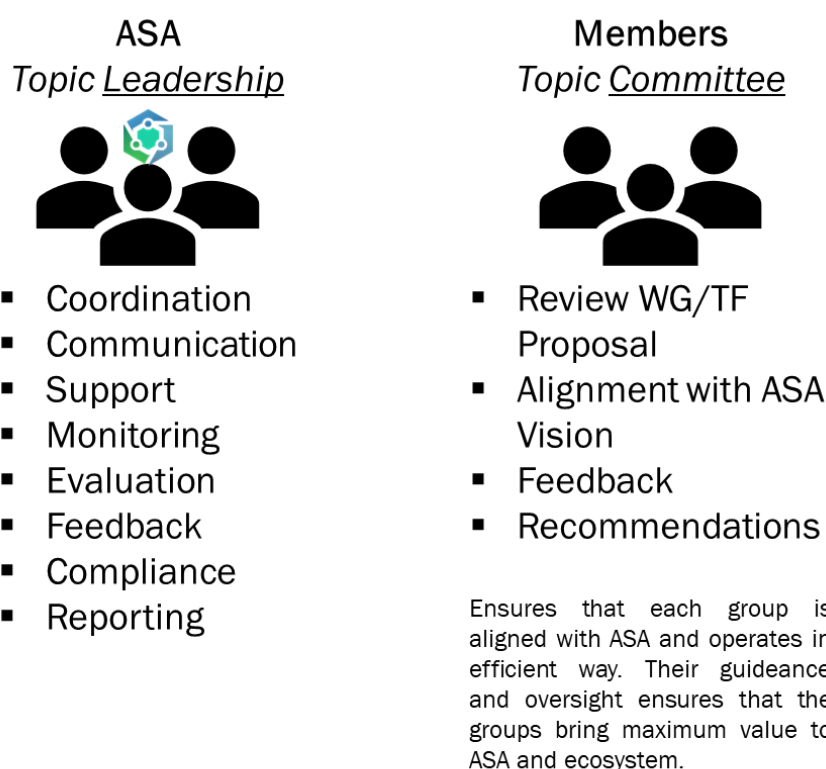 ASA
Topic Leadership
Coordination
Communication
Support
Monitoring
Evaluation
Feedback
Compliance
Reporting
Members
Topic Committee
Review WG/TF
Proposal
Alignment with ASA
Vision
Feedback
Recommendations
Ensures that each group is
aligned with ASA and operates in
efficient way. Their guideance
and oversight ensures that the
groups bring maximum value to
ASA and ecosystem.